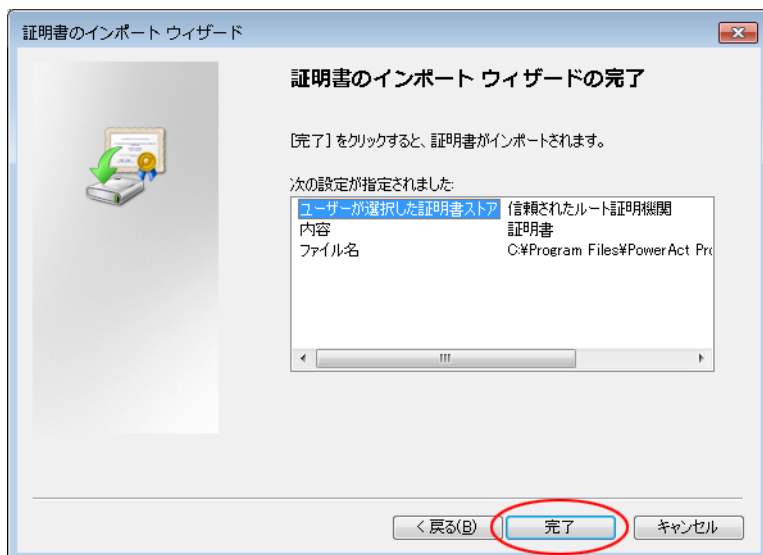 証明書のインポート ウィザード
証明書のインポート ウィザードの完了
[完了] をクリックすると、証明書がインポートされます。
次の設定が指定されました:
ユーザーが選択した証明書ストア 信頼されたルート証明機関
内容 証明書
ファイル名 C:¥Program Files¥PowerAct Pro
< 戻る(B) 完了 キャンセル